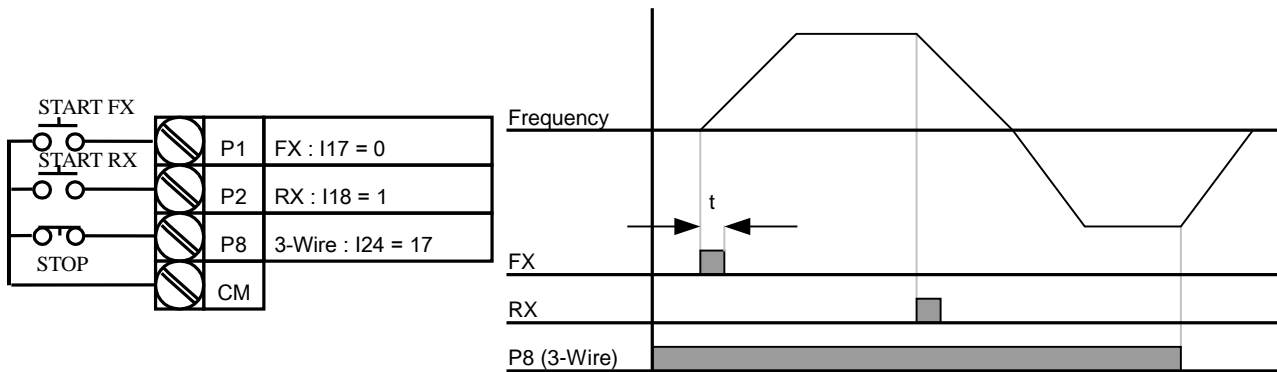 START FX
P1 FX : I17 = 0
START RX
P2 RX : I18 = 1
P8 3-Wire : I24 = 17
STOP
CM
Frequency
t
FX
RX
P8 (3-Wire)